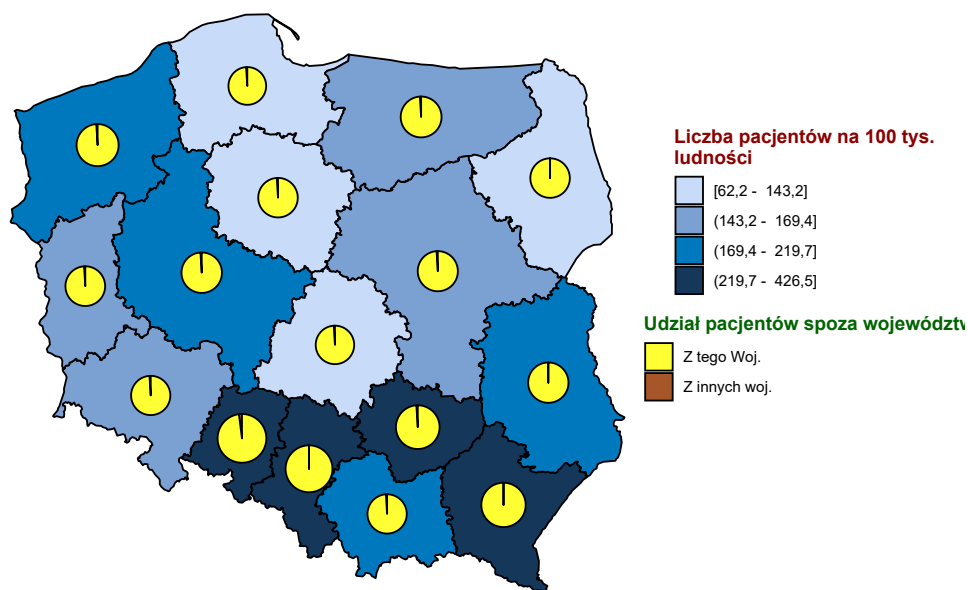 Liczba pacjentów na 100 tys.
ludności
[62,2 - 143,2]
(143,2 - 169,4]
(169,4 - 219,7]
(219,7 - 426,5]
Udział pacjentów spoza województw
Z tego Woj.
Z innych woj.